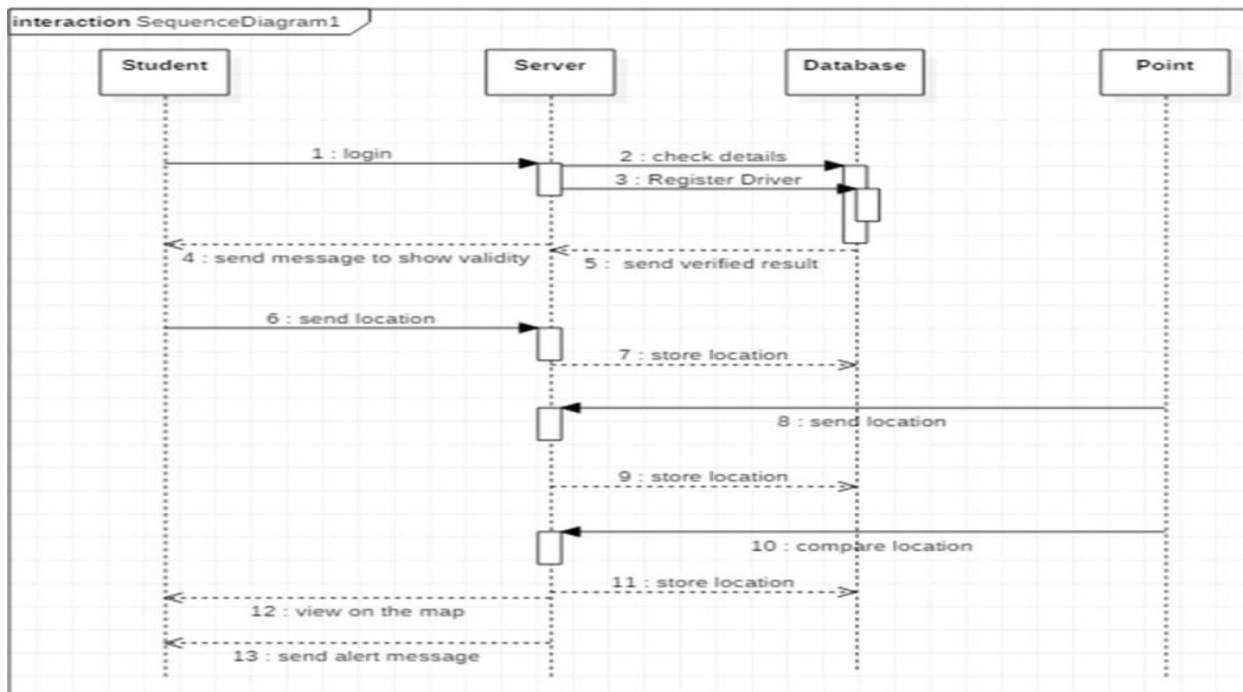 interaction SequenceDiagram1
Student
Server
Database
Point
1 : login
2 : check details
3 : Register Driver
4 : send message to show validity
5 : send verified result
6 : send location
7 : store location
8 : send location
9 : store location
10 : compare location
11 : store location
12 : view on the map
13 : send alert message